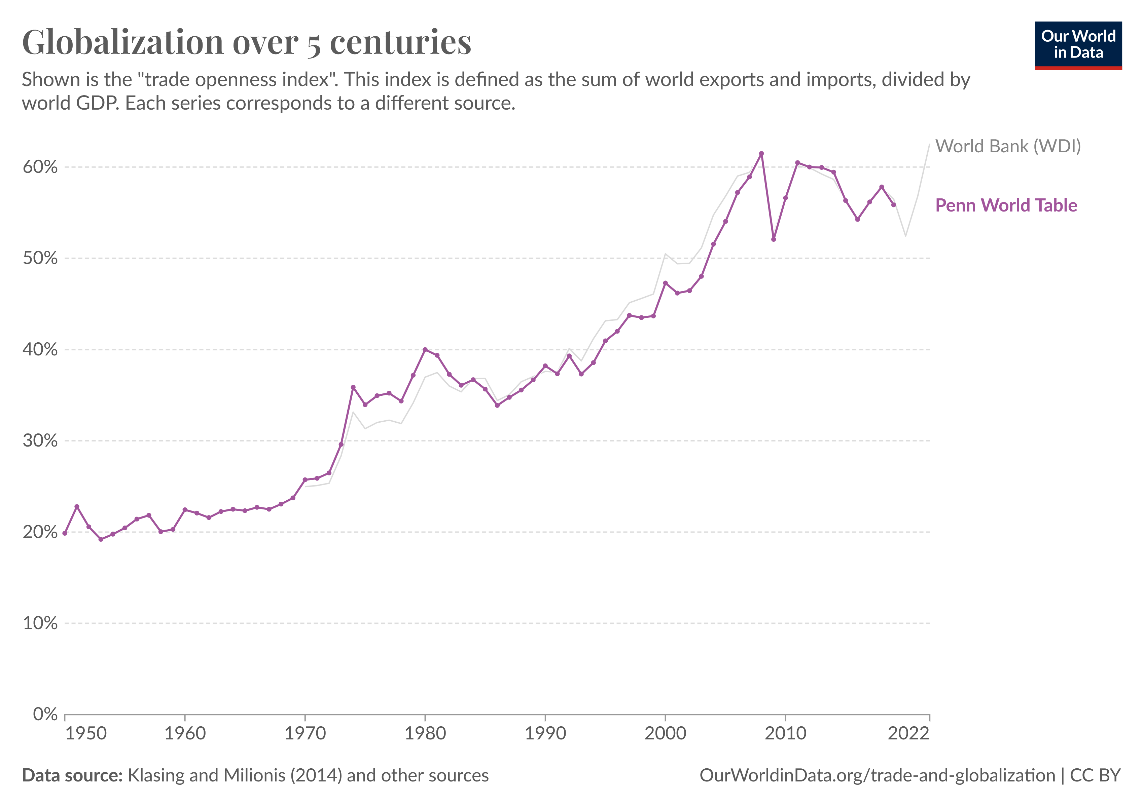 Globalization over 5 centuries
Our World
in Data
Shown is the "trade openness index". This index is defined as the sum of world exports and imports, divided by
world GDP. Each series corresponds to a different source.
World Bank (WDI)
60%
Penn World Table
50%
40%
30%
20%
10%
0%
1950 1960 1970 1980 1990 2000 2010 2022
Data source: Klasing and Milionis (2014) and other sources
OurWorldinData.org/trade-and-globalization | CC BY